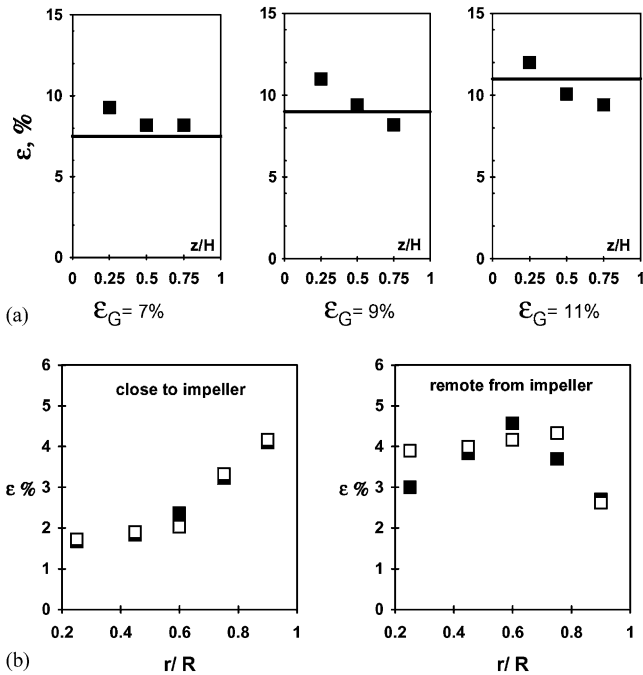 15 15 15
10 10 10
ε, %
5 5 5
z/H z/H z/H
0 0 0
0 0.25 0.5 0.75 1 0 0.25 0.5 0.75 1 0 0.25 0.5 0.75 1
(a) εG= 7% εG= 9% εG= 11%
6 6
close to impeller remote from impeller
5 5
4 4
ε % 3 ε % 3
2 2
1 1
0 0
0.2 0.4 0.6 0.8 1 0.2 0.4 0.6 0.8 1
(b) r/ R r/ R